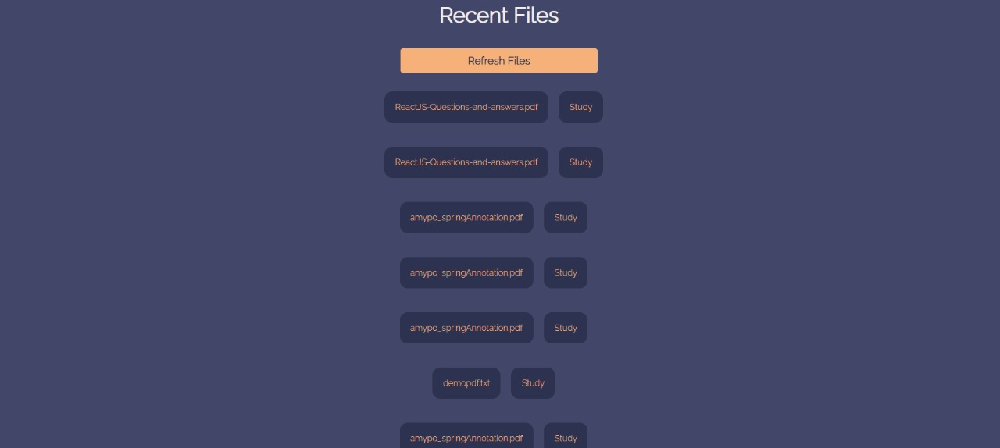 Recent Files
Refresh Files
ReactJS-Questions-and-answers.pdf Study
ReactJS-Questions-and-answers.pdf Study
amypo_springAnnotation.pdf Study
amypo_springAnnotation.pdf Study
amypo_springAnnotation.pdf Study
demopdf.txt Study
amypo_springAnnotation.pdf Study